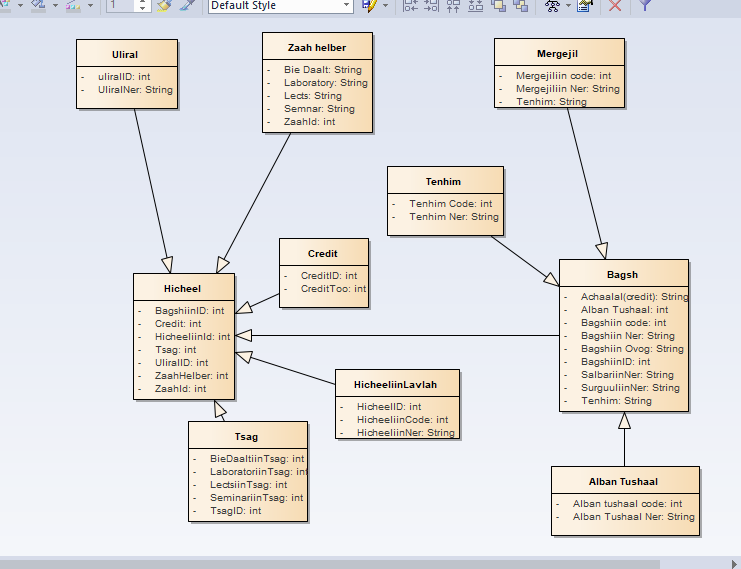 1
Default Style
Uliral
- uliralID: int
- UliralNer: String
Zaah helber
- Bie Daalt: String
- Laboratory: String
- Lects: String
- Semnar: String
- ZaahId: int
Mergejil
- Mergejiliin code: int
- Mergejiliin Ner: String
- Tenhim: String
Tenhim
- Tenhim Code: int
- Tenhim Ner: String
Credit
- CreditID: int
- CreditToo: int
Hicheel
- BagshiinID: int
- Credit: int
- HicheeliinId: int
- Tsag: int
- UliralID: int
- ZaahHelber: int
- ZaahId: int
Bagsh
- Achaalal(credit): String
- Alban Tushaal: int
- Bagshiin code: int
- Bagshiin Ner: String
- Bagshiin Ovog: String
- BagshiinID: int
- SalbariinNer: String
- SurguuliinNer: String
- Tenhim: String
HicheeliinLavlah
- HicheelID: int
- HicheeliinCode: int
- HicheeliinNer: String
Tsag
- BieDaaltiinTsag: int
- LaboratoriinTsag: int
- LectsiinTsag: int
- SeminariinTsag: int
- TsagID: int
Alban Tushaal
- Alban tushaal code: int
- Alban Tushaal Ner: String